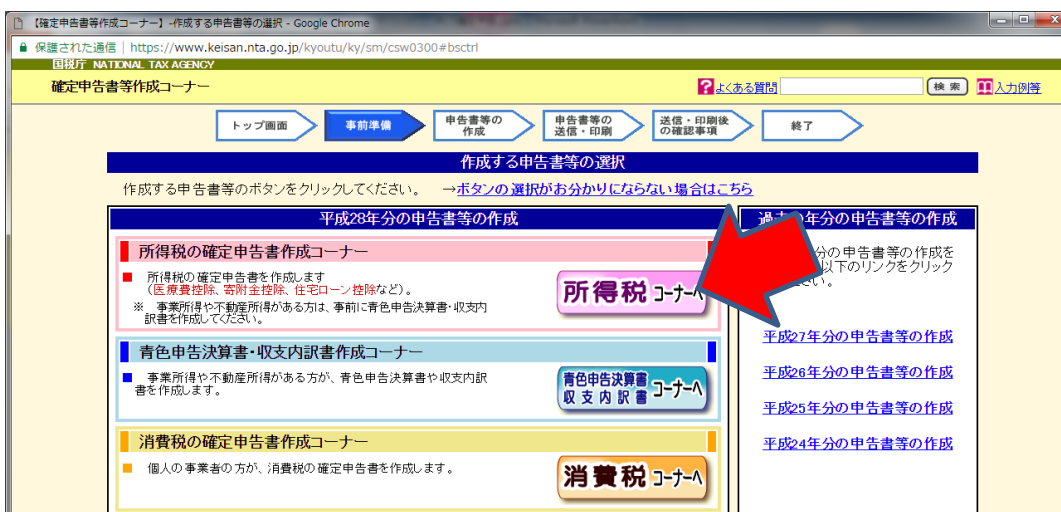 【確定申告書等作成コーナー】-作成する申告書等の選択 - Google Chrome
保護された通信 | https://www.keisan.nta.go.jp/kyoutu/ky/sm/csw0300#bsctrl
国税庁 NATIONAL TAX AGENCY
確定申告書等作成コーナー
?よくある質問
検索
入力例等
トップ画面
事前準備
申告書等の
作成
申告書等の
送信・印刷
送信・印刷後
の確認事項
終了
作成する申告書等の選択
作成する申告書等のボタンをクリックしてください。 →ボタンの選択がお分かりにならない場合はこちら
平成28年分の申告書等の作成
所得税の確定申告書作成コーナー
■ 所得税の確定申告書を作成します
(医療費控除、寄附金控除、住宅ローン控除など)。
※ 事業所得や不動産所得がある方は、事前に青色申告決算書・収支内
訳書を作成してください。
所得税 コーナーへ
青色申告決算書・収支内訳書作成コーナー
■ 事業所得や不動産所得がある方が、青色申告決算書や収支内訳
書を作成します。
青色申告決算書
収支内訳書 コーナーへ
消費税の確定申告書作成コーナー
■ 個人の事業者の方が、消費税の確定申告書を作成します。
消費税 コーナーへ
年分の申告書等の作成
分の申告書等の作成を
以下のリンクをクリック
さい。
平成27年分の申告書等の作成
平成26年分の申告書等の作成
平成25年分の申告書等の作成
平成24年分の申告書等の作成